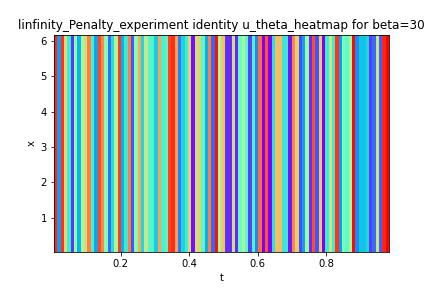 linfinity_Penalty_experiment identity u_theta_heatmap for beta=30
6
5
4
3
2
1
x
0.2 0.4 0.6 0.8
t